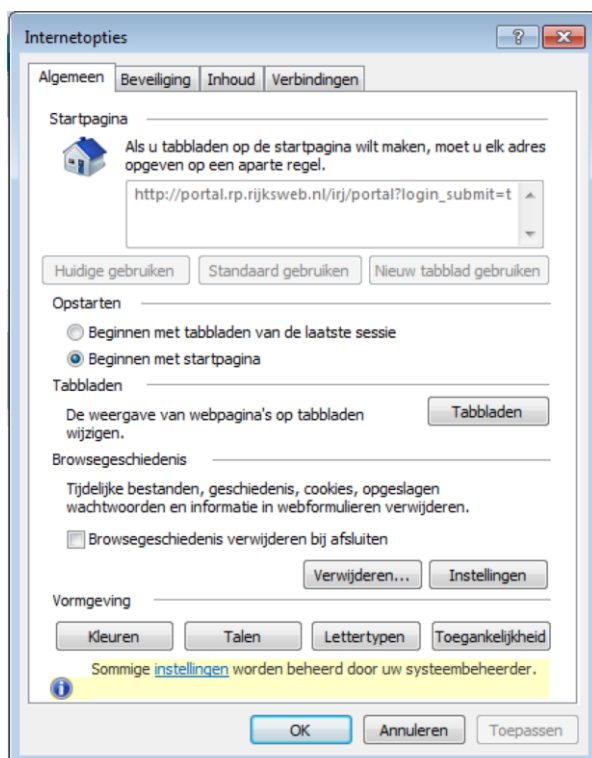 Internetopties
Algemeen Beveiliging Inhoud Verbindingen
Startpagina
Als u tabbladen op de startpagina wilt maken, moet u elk adres
opgeven op een aparte regel.
http://portal.rp.rijksweb.nl/irj/portal?login_submit=t
Huidige gebruiken Standaard gebruiken Nieuw tabblad gebruiken
Opstarten
Beginnen met tabbladen van de laatste sessie
Beginnen met startpagina
Tabbladen
De weergave van webpagina's op tabbladen
wijzigen.
Tabbladen
Browsegeschiedenis
Tijdelijke bestanden, geschiedenis, cookies, opgeslagen
wachtwoorden en informatie in webformulieren verwijderen.
Browsegeschiedenis verwijderen bij afsluiten
Verwijderen... Instellingen
Vormgeving
Kleuren Talen Lettertypen Toegankelijkheid
Sommige instellingen worden beheerd door uw systeembeheerder.
OK Annuleren Toepassen